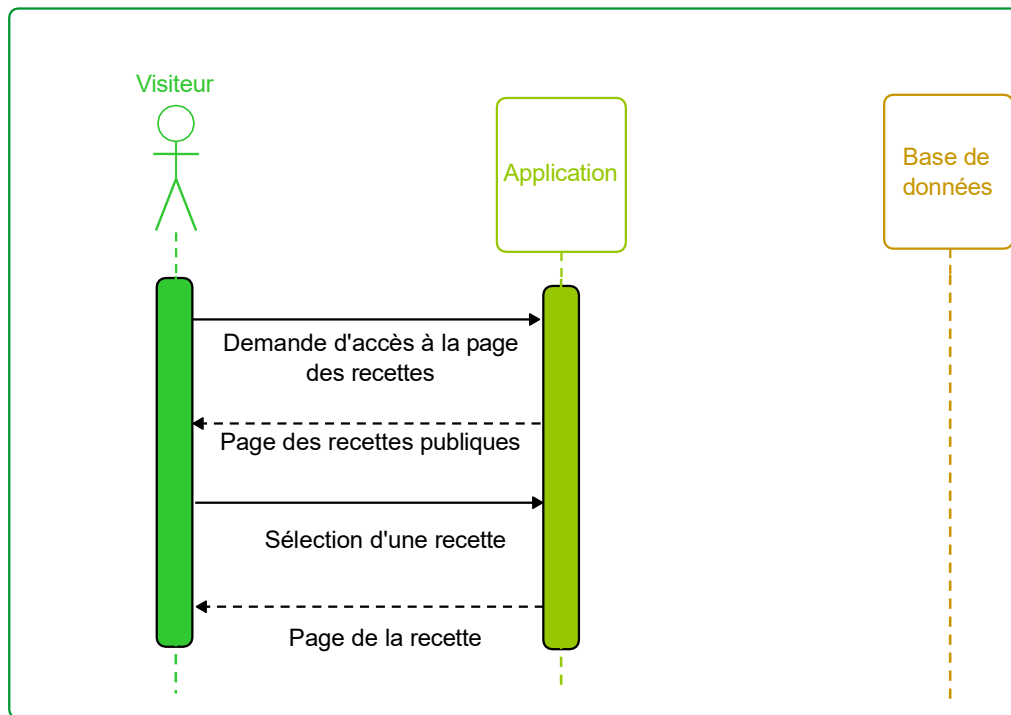 Visiteur
Application
Base de
données
Demande d'accès à la page
des recettes
Page des recettes publiques
Sélection d'une recette
Page de la recette